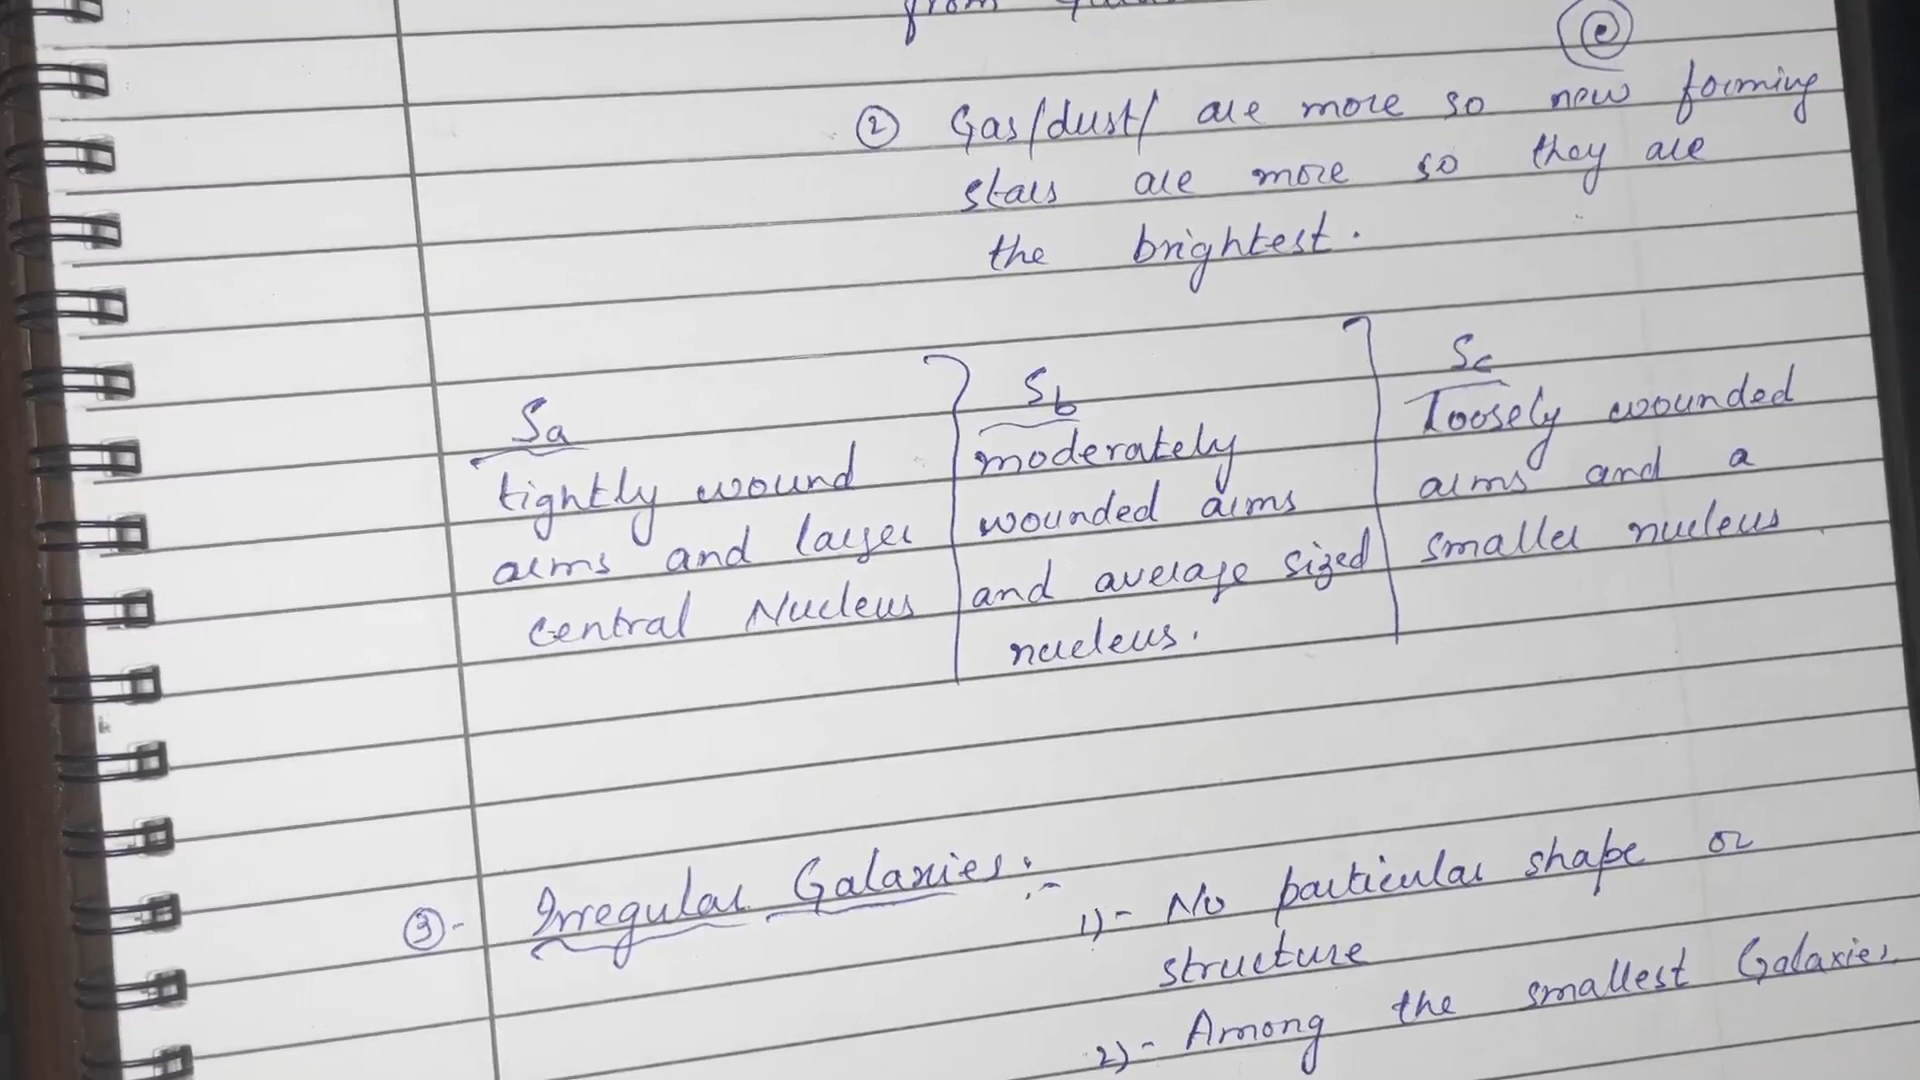 from
②
② Gas/dust/ are more so new forming
stars are more so they are
the brightest.
Sa
tightly wound
arms and larger
central Nucleus
Sb
moderately
wounded arms
and average sized
nucleus.
Sc
Loosely wounded
arms and a
smaller nucleus
③- Irregular Galaxies:-
1)- No particular shape or
structure
2)- Among the smallest Galaxies